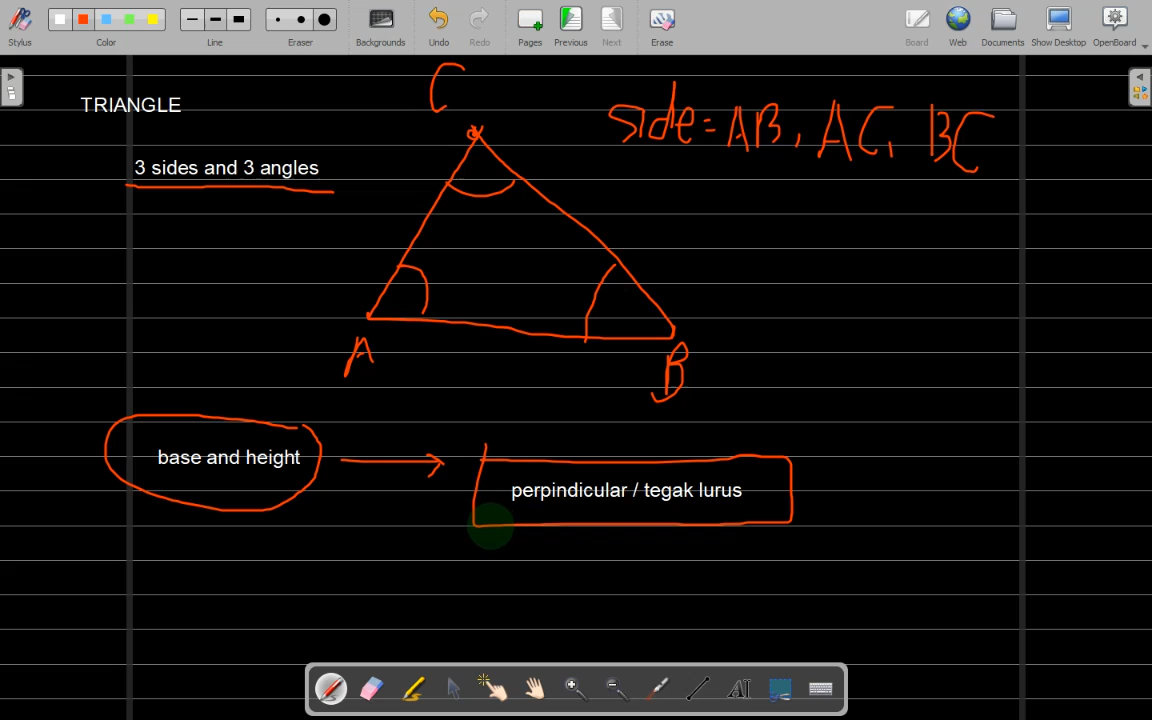 Stylus Color Line Eraser Backgrounds Undo Redo Pages Previous Next Erase Board Web Documents Show Desktop OpenBoard
TRIANGLE
C
side = AB, AC, BC
3 sides and 3 angles
A
B
base and height
perpindicular / tegak lurus
AI